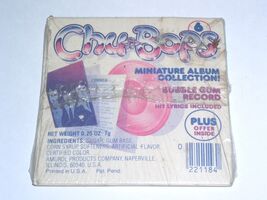 Chu-Bops
6
MINIATURE ALBUM
COLLECTION!
BUBBLE GUM
RECORD
HIT LYRICS INCLUDED
NET WEIGHT 0.25 OZ. 7g
INGREDIENTS: SUGAR, GUM BASE,
CORN SYRUP, SOFTENERS, ARTIFICIAL FLAVOR,
CERTIFIED COLOR.
AMUROL PRODUCTS COMPANY, NAPERVILLE,
ILLINOIS, 60540, U.S.A.
Printed in U.S.A. Pat. Pend.
PLUS
OFFER
INSIDE
D
221184